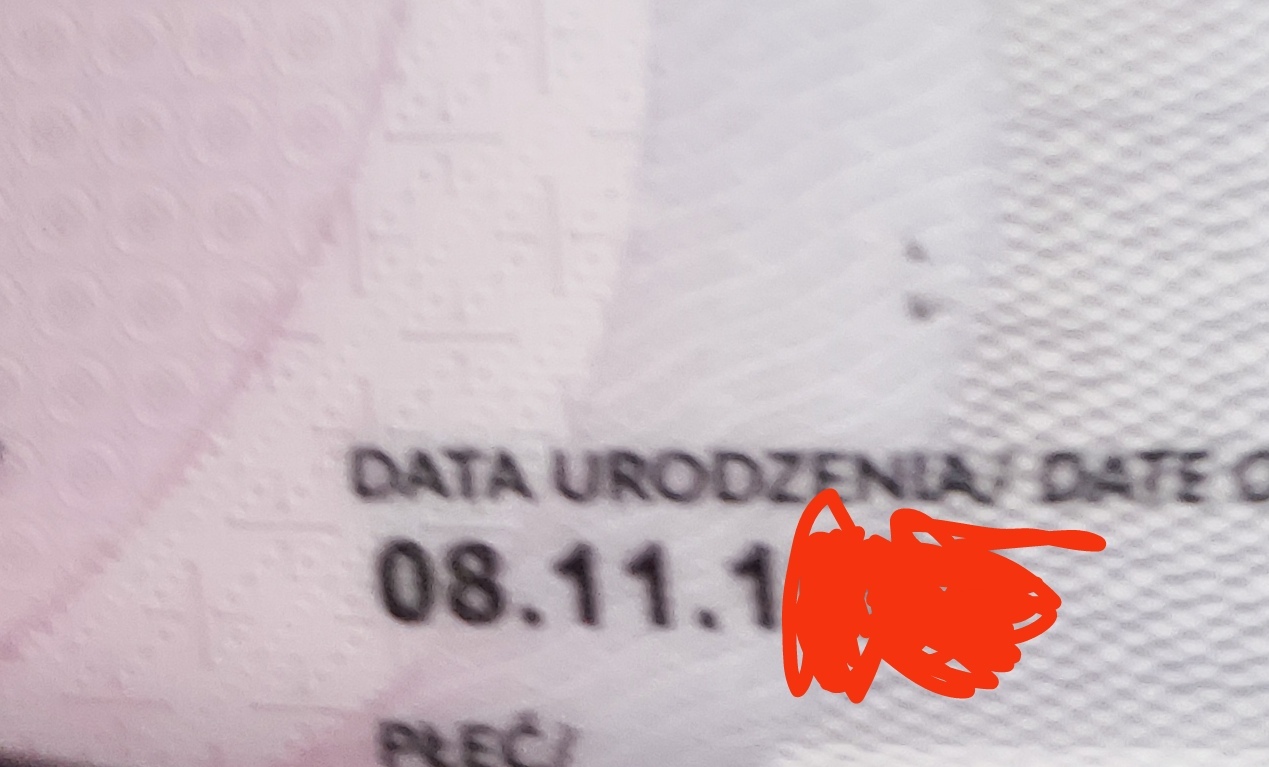 DATA URODZENIA/ DATE O
08.11.1
PŁEĆ/